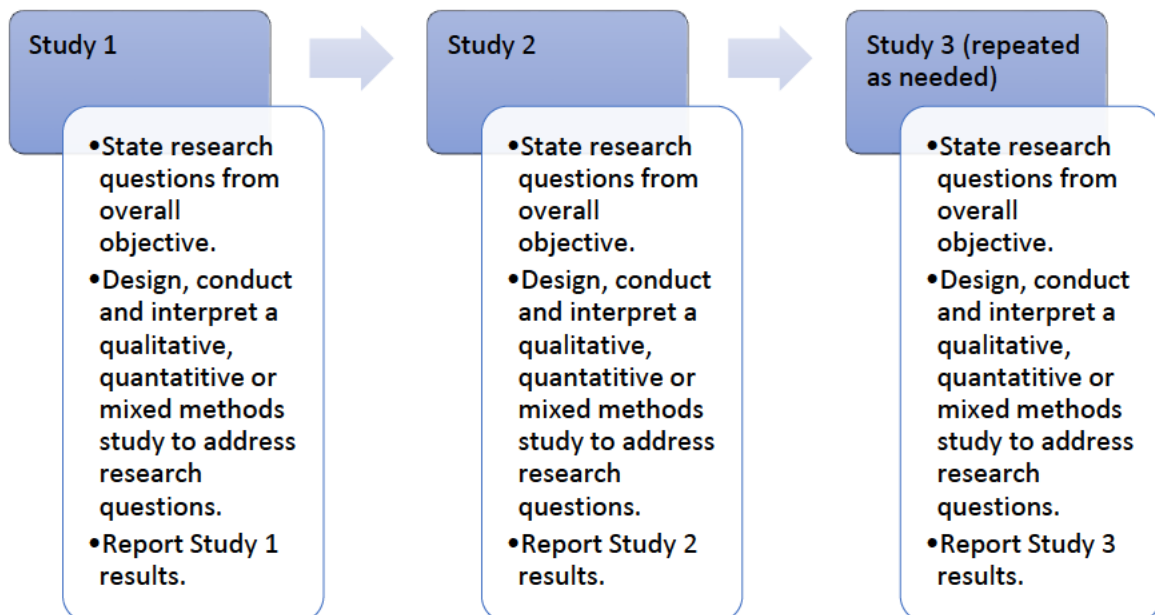 Study 1
•State research
questions from
overall
objective.
•Design, conduct
and interpret a
qualitative,
quantatitive or
mixed methods
study to address
research
questions.
•Report Study 1
results.
Study 2
•State research
questions from
overall
objective.
•Design, conduct
and interpret a
qualitative,
quantatitive or
mixed methods
study to address
research
questions.
•Report Study 2
results.
Study 3 (repeated
as needed)
•State research
questions from
overall
objective.
•Design, conduct
and interpret a
qualitative,
quantatitive or
mixed methods
study to address
research
questions.
•Report Study 3
results.